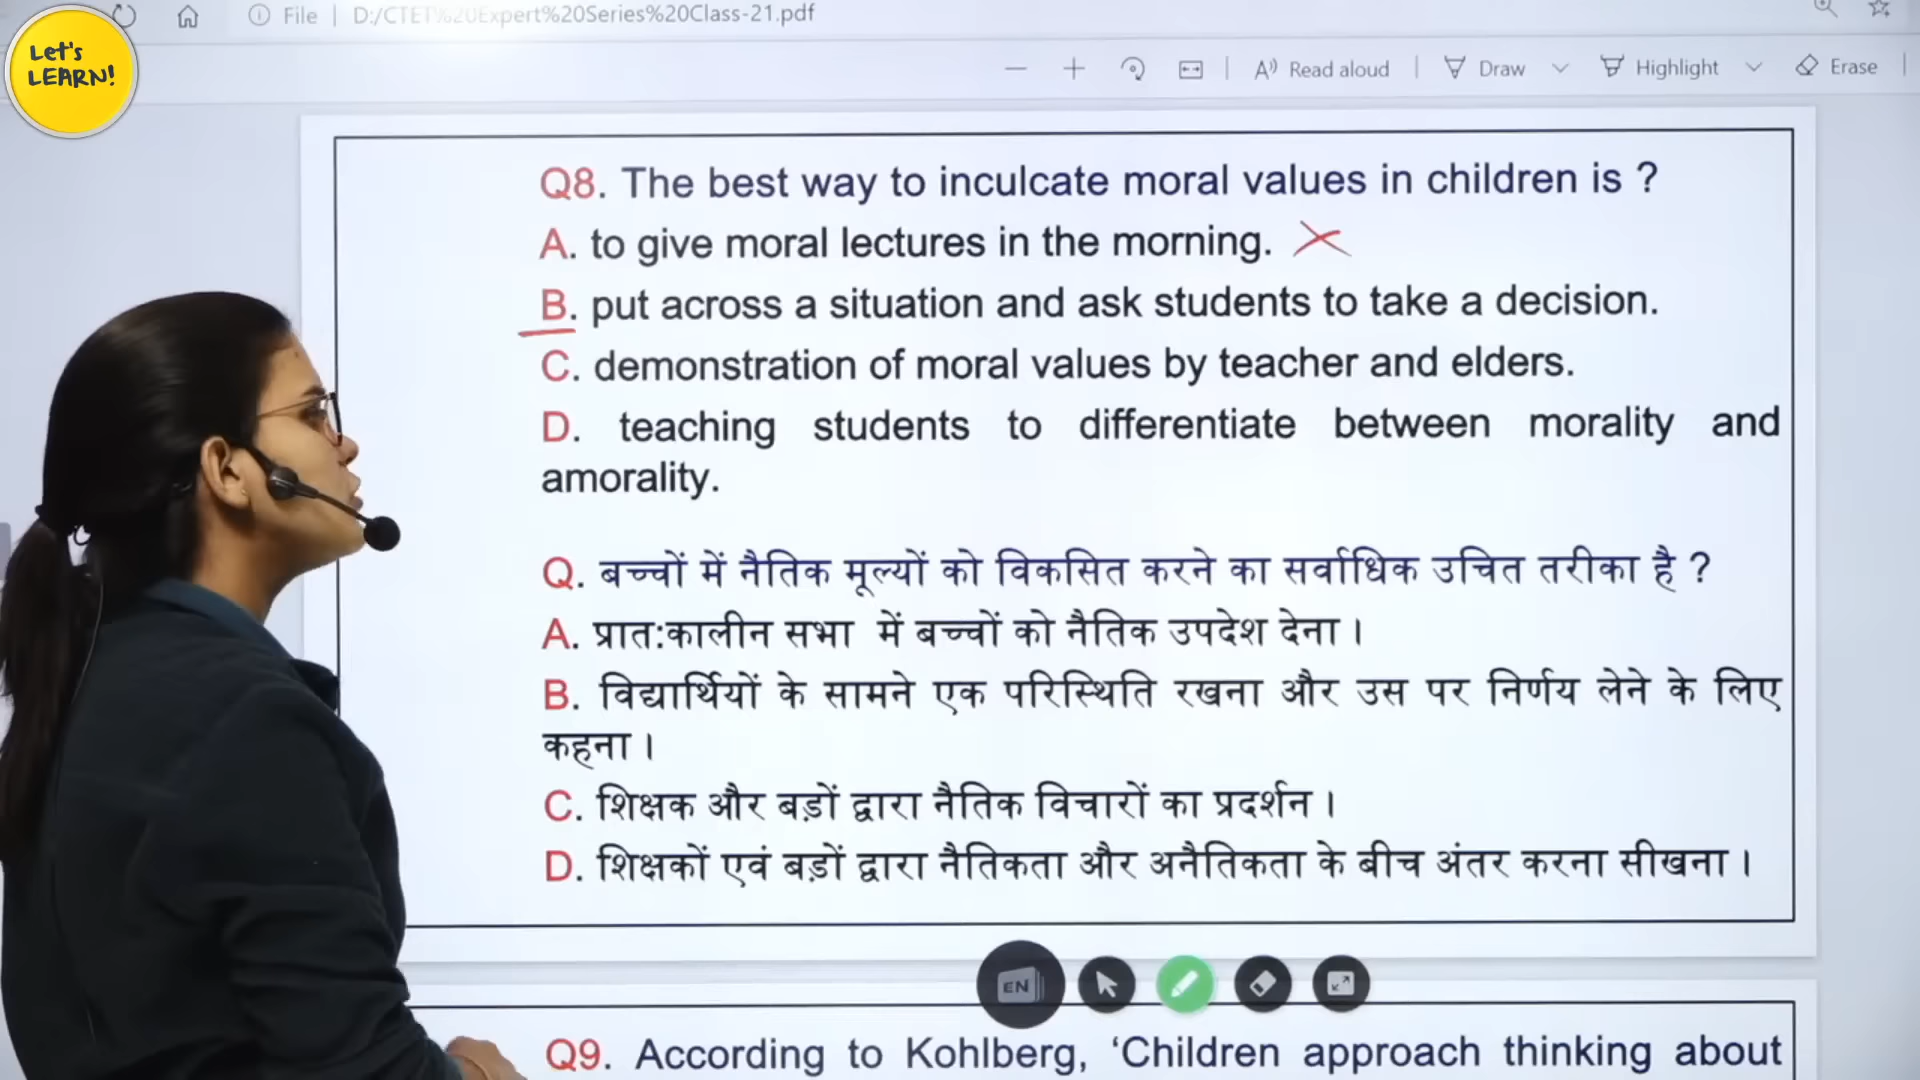 Let's
LEARN!
File
D:/CTET%20Expert%20Series%20Class-21.pdf
Read aloud
Draw
Highlight
Erase
Q8. The best way to inculcate moral values in children is ?
A. to give moral lectures in the morning.
B. put across a situation and ask students to take a decision.
C. demonstration of moral values by teacher and elders.
D. teaching students to differentiate between morality and
amorality.
Q. बच्चों में नैतिक मूल्यों को विकसित करने का सर्वाधिक उचित तरीका है ?
A. प्रात:कालीन सभा में बच्चों को नैतिक उपदेश देना।
B. विद्यार्थियों के सामने एक परिस्थिति रखना और उस पर निर्णय लेने के लिए
कहना।
C. शिक्षक और बड़ों द्वारा नैतिक विचारों का प्रदर्शन।
D. शिक्षकों एवं बड़ों द्वारा नैतिकता और अनैतिकता के बीच अंतर करना सीखना।
EN
Q9. According to Kohlberg, ‘Children approach thinking about